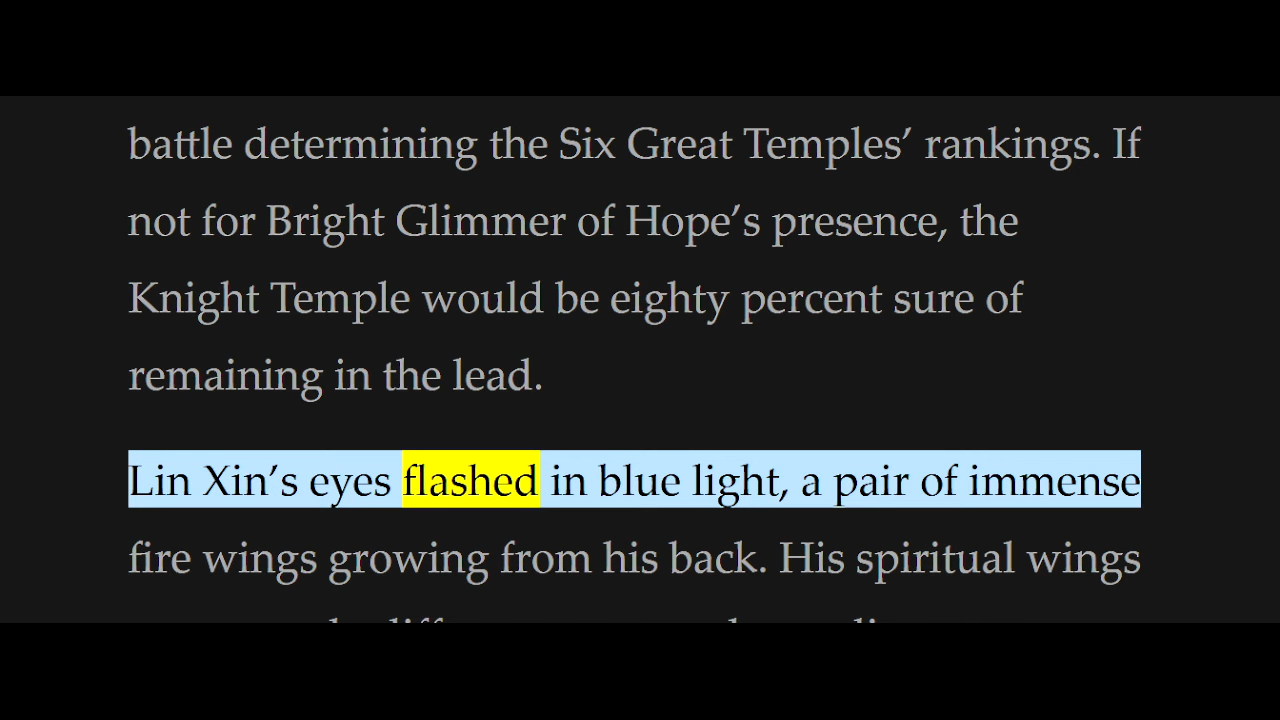 battle determining the Six Great Temples’ rankings. If
not for Bright Glimmer of Hope’s presence, the
Knight Temple would be eighty percent sure of
remaining in the lead.
Lin Xin’s eyes flashed in blue light, a pair of immense
fire wings growing from his back. His spiritual wings